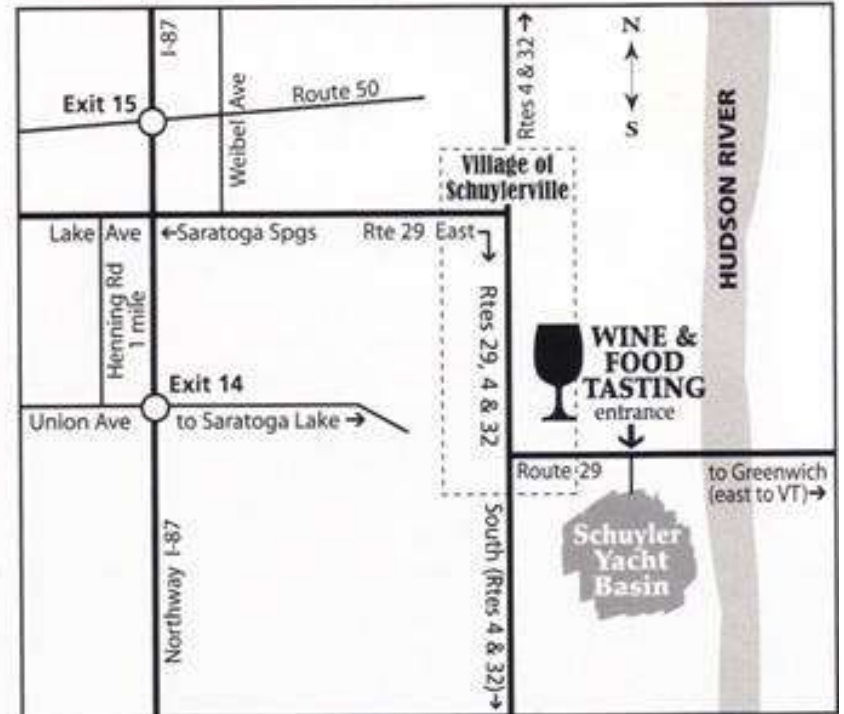 I-87
Exit 15
Route 50
Weibel Ave
Rtes 4 & 32→
N
S
HUDSON RIVER
Village of
Schuylerville
Lake Ave
←Saratoga Spgs
Rte 29 East
Henning Rd
1 mile
Rtes 29, 4 & 32
Exit 14
Union Ave
to Saratoga Lake →
WINE &
FOOD
TASTING
entrance
Route 29
to Greenwich
(east to VT)→
Northway I-87
South (Rtes 4 & 32)→
Schuyler
Yacht
Basin